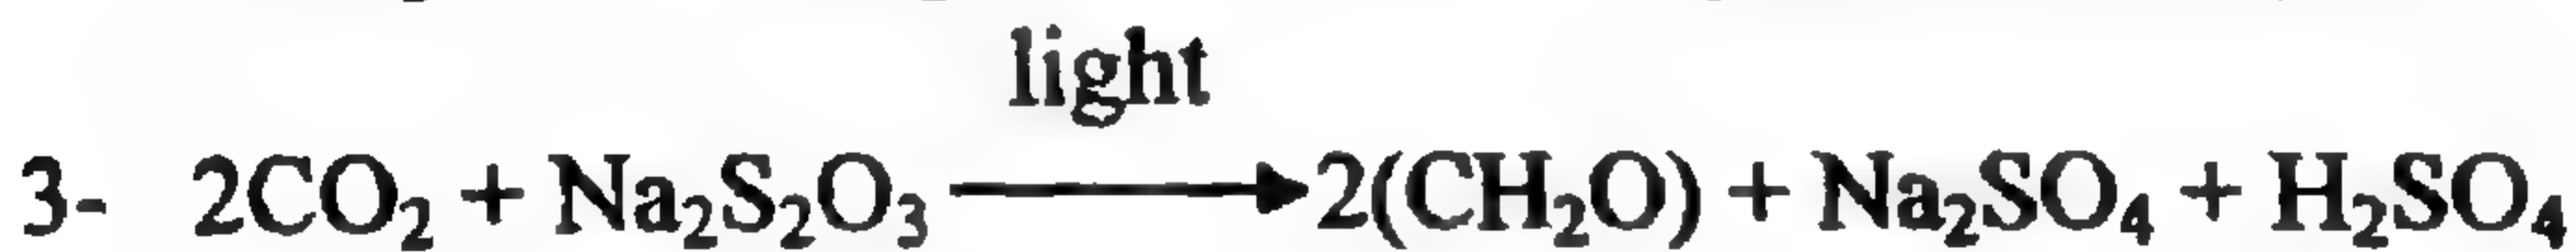 light
3- 2CO₂ + Na₂S₂O₃ ⟶ 2(CH₂O) + Na₂SO₄ + H₂SO₄